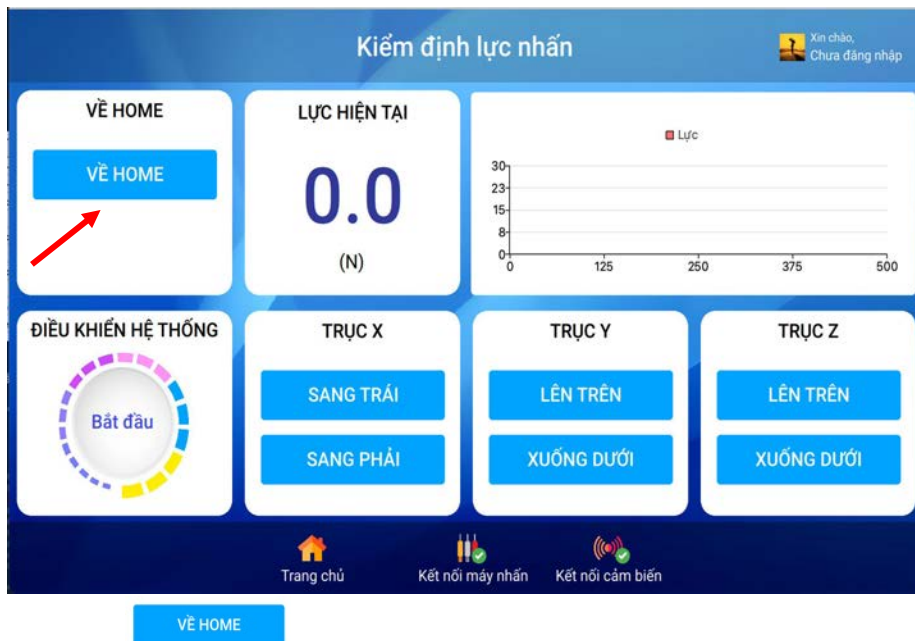 Kiểm định lực nhấn
Xin chào,
Chưa đăng nhập
VỀ HOME
VỀ HOME
LỰC HIỆN TẠI
0.0
(N)
Lực
30
23
15
8
0
0 125 250 375 500
ĐIỀU KHIỂN HỆ THỐNG
Bắt đầu
TRỤC X
SANG TRÁI
SANG PHẢI
TRỤC Y
LÊN TRÊN
XUỐNG DƯỚI
TRỤC Z
LÊN TRÊN
XUỐNG DƯỚI
Trang chủ
Kết nối máy nhấn
Kết nối cảm biến
VỀ HOME